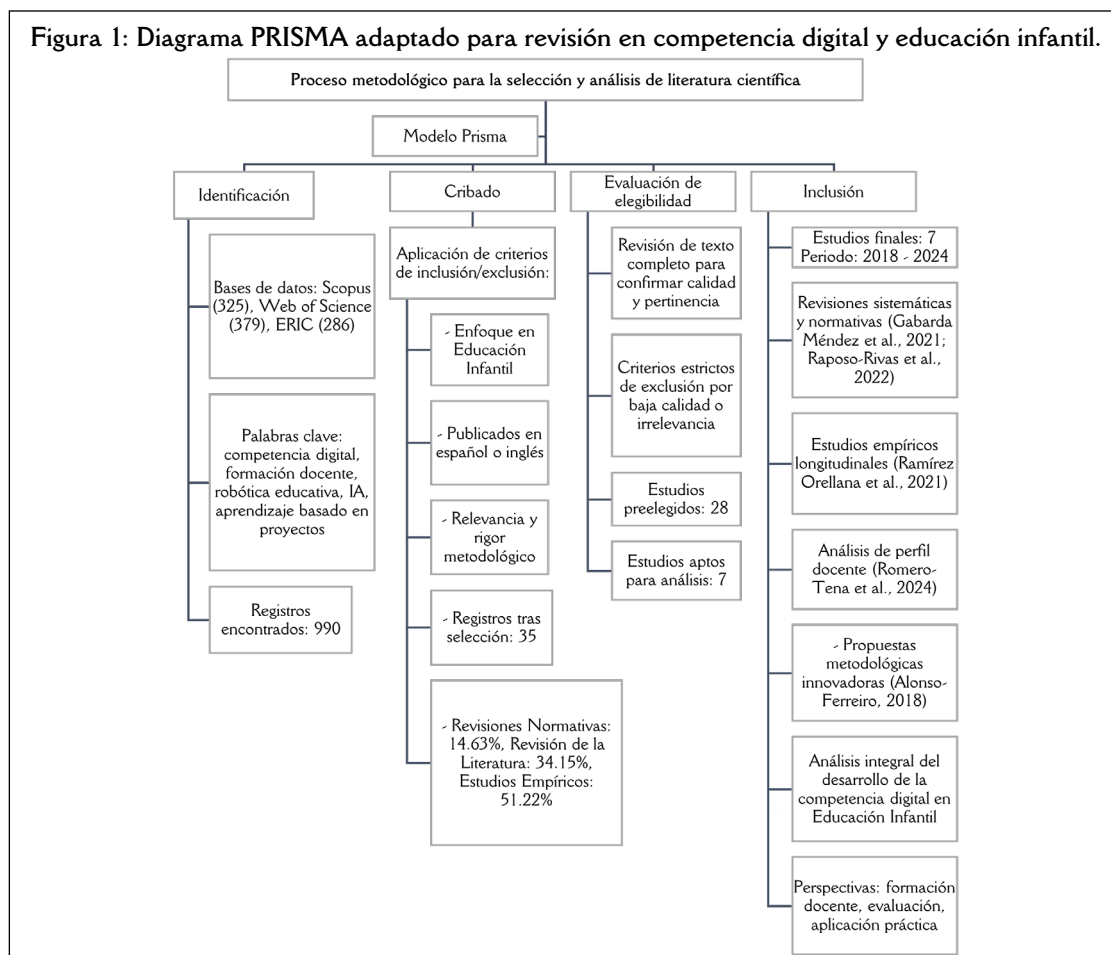 Figura 1: Diagrama PRISMA adaptado para revisión en competencia digital y educación infantil.
Proceso metodológico para la selección y análisis de literatura científica
Modelo Prisma
Identificación
Bases de datos: Scopus
(325), Web of Science
(379), ERIC (286)
Palabras clave:
competencia digital,
formación docente,
robótica educativa, IA,
aprendizaje basado en
proyectos
Registros
encontrados: 990
Cribado
Aplicación de criterios
de inclusión/exclusión:
- Enfoque en
Educación
Infantil
- Publicados en
español o inglés
- Relevancia y
rigor
metodológico
- Registros tras
selección: 35
- Revisiones Normativas:
14.63%, Revisión de la
Literatura: 34.15%,
Estudios Empíricos:
51.22%
Evaluación de
elegibilidad
Revisión de texto
completo para
confirmar calidad
y pertinencia
Criterios estrictos
de exclusión por
baja calidad o
irrelevancia
Estudios
preelegidos: 28
Estudios aptos
para análisis: 7
Inclusión
Estudios finales: 7
Periodo: 2018 - 2024
Revisiones sistemáticas
y normativas (Gabarda
Méndez et al., 2021;
Raposo-Rivas et al.,
2022)
Estudios empíricos
longitudinales (Ramírez
Orellana et al., 2021)
Análisis de perfil
docente (Romero-
Tena et al., 2024)
- Propuestas
metodológicas
innovadoras (Alonso-
Ferreiro, 2018)
Análisis integral del
desarrollo de la
competencia digital en
Educación Infantil
Perspectivas: formación
docente, evaluación,
aplicación práctica